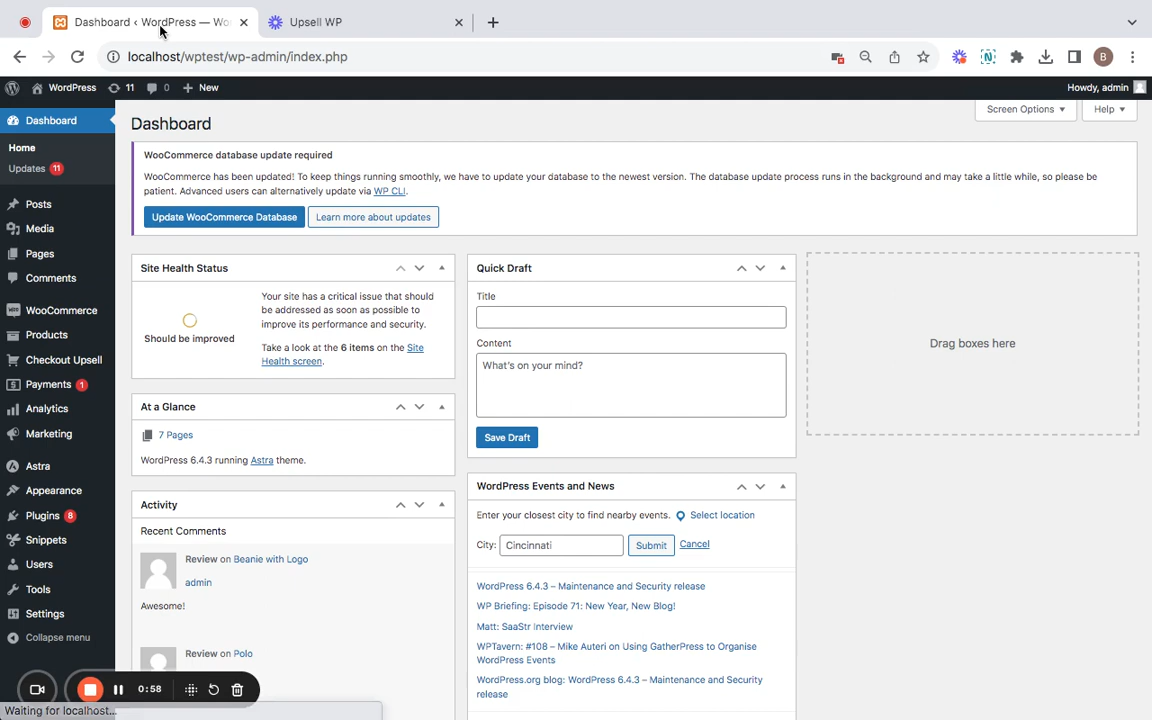 Dashboard ‹ WordPress — Wo
Upsell WP
localhost/wptest/wp-admin/index.php
B
WordPress
11
0
New
Howdy, admin
Dashboard
Home
Updates 11
Posts
Media
Pages
Comments
WooCommerce
Products
Checkout Upsell
Payments 1
Analytics
Marketing
Astra
Appearance
Plugins 8
Snippets
Users
Tools
Settings
Collapse menu
Screen Options
Help
Dashboard
WooCommerce database update required
WooCommerce has been updated! To keep things running smoothly, we have to update your database to the newest version. The database update process runs in the background and may take a little while, so please be
patient. Advanced users can alternatively update via WP CLI.
Update WooCommerce Database
Learn more about updates
Site Health Status
Should be improved
Your site has a critical issue that should
be addressed as soon as possible to
improve its performance and security.
Take a look at the 6 items on the Site
Health screen.
At a Glance
7 Pages
WordPress 6.4.3 running Astra theme.
Activity
Recent Comments
Review on Beanie with Logo
admin
Awesome!
Review on Polo
Quick Draft
Title
Content
What's on your mind?
Save Draft
WordPress Events and News
Enter your closest city to find nearby events. Select location
City: Cincinnati Submit Cancel
WordPress 6.4.3 – Maintenance and Security release
WP Briefing: Episode 71: New Year, New Blog!
Matt: SaaStr Interview
WPTavern: #108 – Mike Auteri on Using GatherPress to Organise
WordPress Events
WordPress.org blog: WordPress 6.4.3 – Maintenance and Security
release
Drag boxes here
0:58
Waiting for localhost...